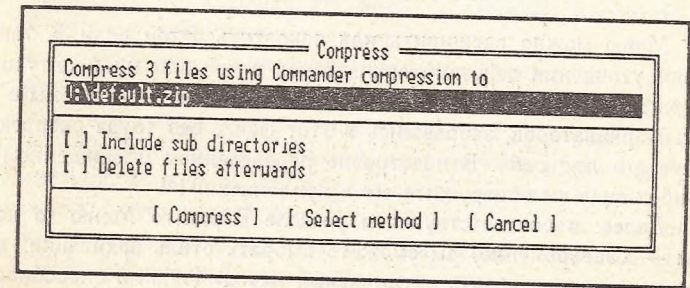 Compress
Compress 3 files using Commander compression to
:\default.zip
[ ] Include sub directories
[ ] Delete files afterwards
[ Compress ] [ Select method ] [ Cancel ]